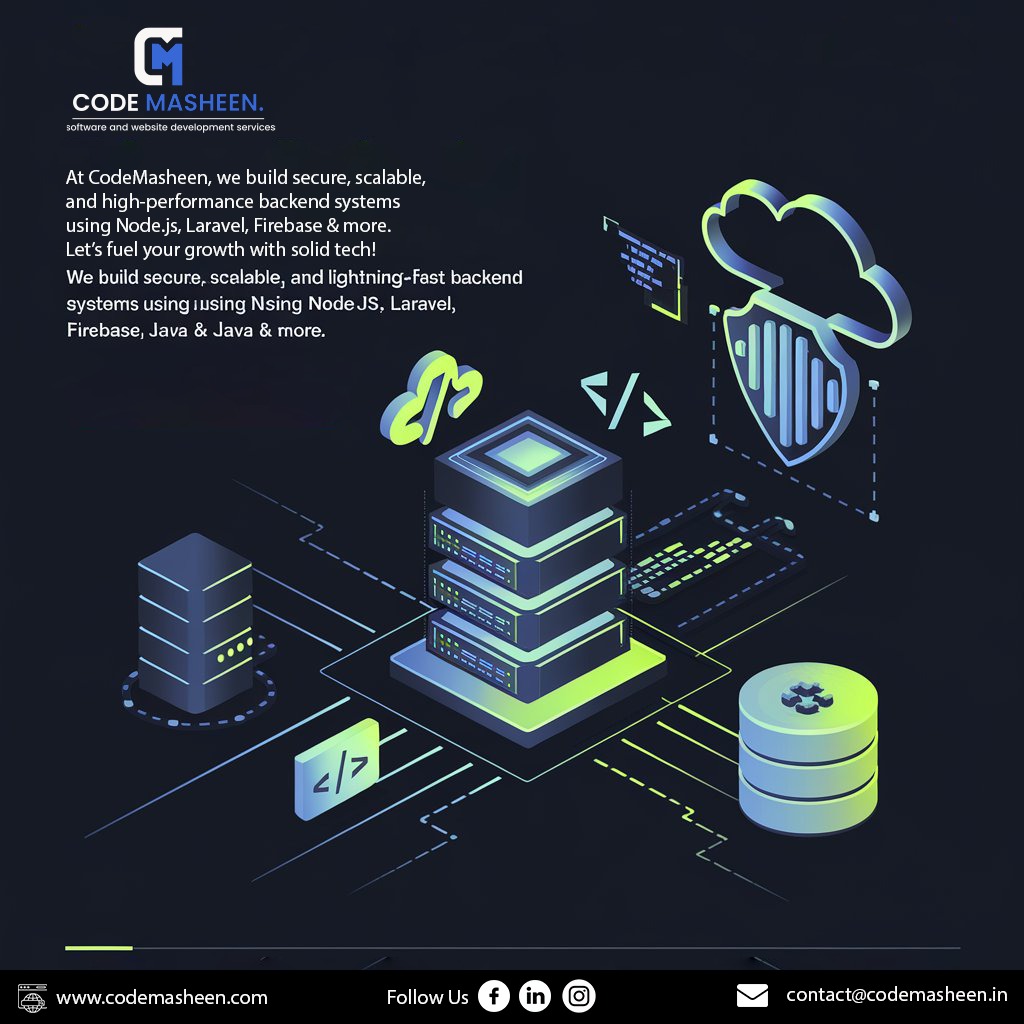 CODE MASHEEN.
software and website development services
At CodeMasheen, we build secure, scalable,
and high-performance backend systems
using Node.js, Laravel, Firebase & more.
Let's fuel your growth with solid tech!
We build secure, scalable, and lightning-Fast backend
systems using ıusing Nsing Node JS, Laravel,
Firebase, Java & Java & more.
</>
</>
www.codemasheen.com
Follow Us
contact@codemasheen.in